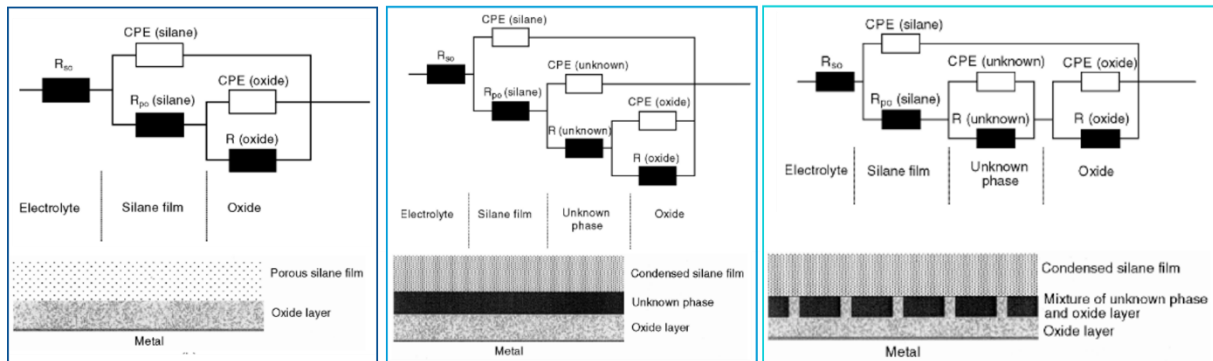 CPE (silane)
Rso
CPE (oxide)
Rpo (silane)
R (oxide)
Electrolyte
Silane film
Oxide
Porous silane film
Oxide layer
Metal
CPE (silane)
Rso
CPE (unknown)
Rpo (silane)
CPE (oxide)
R (unknown)
R (oxide)
Electrolyte
Silane film
Unknown
phase
Oxide
Condensed silane film
Unknown phase
Oxide layer
Metal
CPE (silane)
Rso
CPE (unknown)
CPE (oxide)
Rpo (silane)
R (unknown)
R (oxide)
Electrolyte
Silane film
Unknown
phase
Oxide
Condensed silane film
Mixture of unknown phase
and oxide layer
Oxide layer
Metal